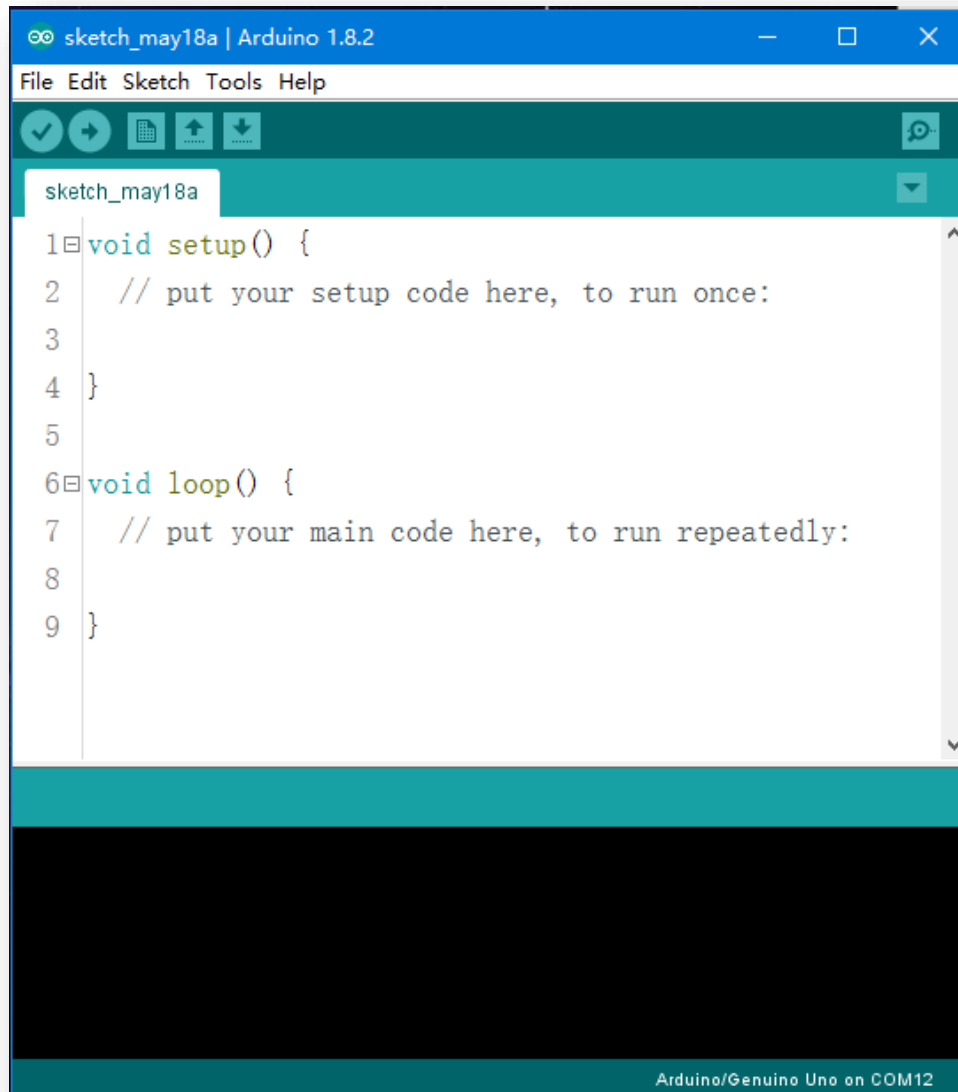 sketch_may18a | Arduino 1.8.2
File Edit Sketch Tools Help
sketch_may18a
1 void setup() {
2   // put your setup code here, to run once:
3
4 }
5
6 void loop() {
7   // put your main code here, to run repeatedly:
8
9 }
Arduino/Genuino Uno on COM12